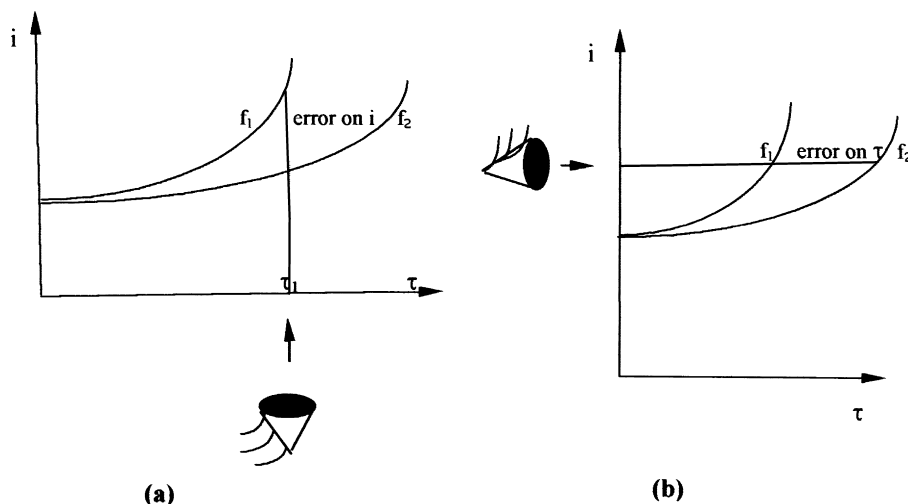 i
f₁
error on i
f₂
τ₁
τ
(a)
i
f₁
error on τ
f₂
τ
(b)